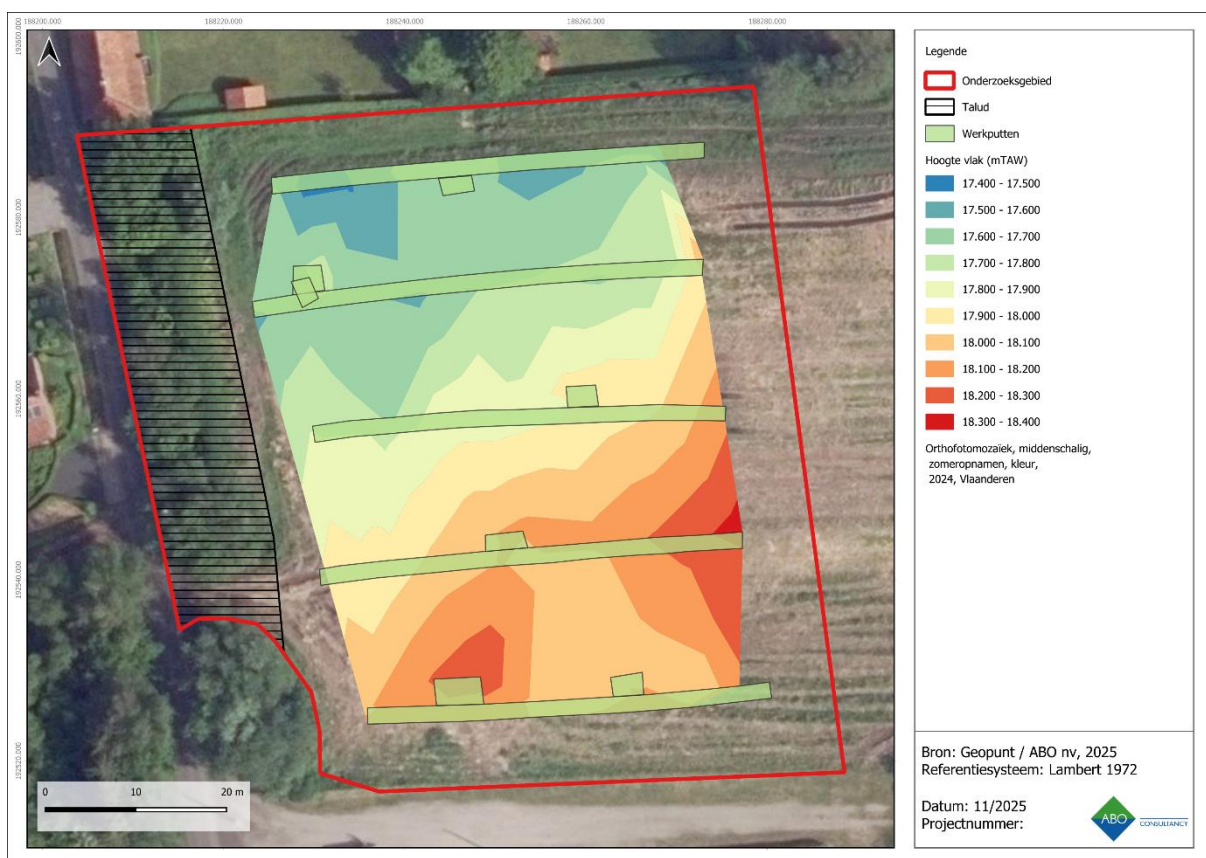 188200.000 188220.000 188240.000 188260.000 188280.000
192600.000
192580.000
192560.000
192540.000
192520.000
0 10 20 m
Legende
Onderzoeksgebied
Talud
Werkputten
Hoogte vlak (mTAW)
17.400 - 17.500
17.500 - 17.600
17.600 - 17.700
17.700 - 17.800
17.800 - 17.900
17.900 - 18.000
18.000 - 18.100
18.100 - 18.200
18.200 - 18.300
18.300 - 18.400
Orthofotomozaïek, middenschalig,
zomeropnamen, kleur,
2024, Vlaanderen
Bron: Geopunt / ABO nv, 2025
Referentiesysteem: Lambert 1972
Datum: 11/2025
Projectnummer:
ABO CONSULTANCY